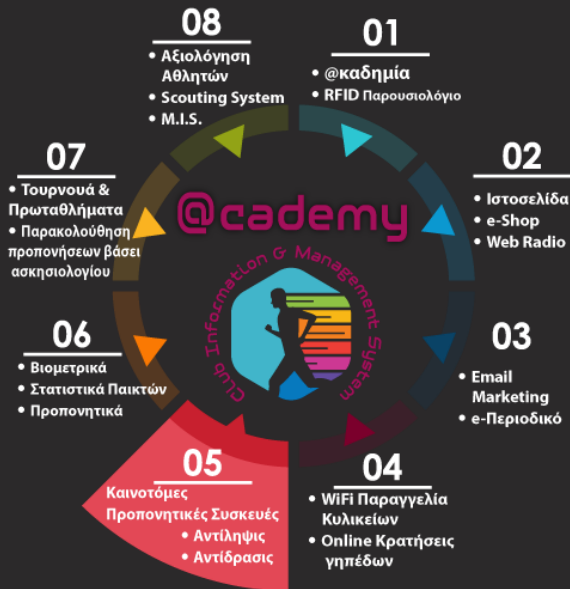 @cademy
Club Information & Management System
01
• @καδημία
• RFID Παρουσιολόγιο
02
• Ιστοσελίδα
• e-Shop
• Web Radio
03
• Email
Marketing
• e-Περιοδικό
04
• WiFi Παραγγελία
Κυλικείων
• Online Κρατήσεις
γηπέδων
05
Καινοτόμες
Προπονητικές Συσκευές
• Αντίληψις
• Αντίδρασις
06
• Βιομετρικά
• Στατιστικά Παικτών
• Προπονητικά
07
• Τουρνουά &
Πρωταθλήματα
• Παρακολούθηση
προπονήσεων βάσει
ασκησιολογίου
08
• Αξιολόγηση
Αθλητών
• Scouting System
• M.I.S.